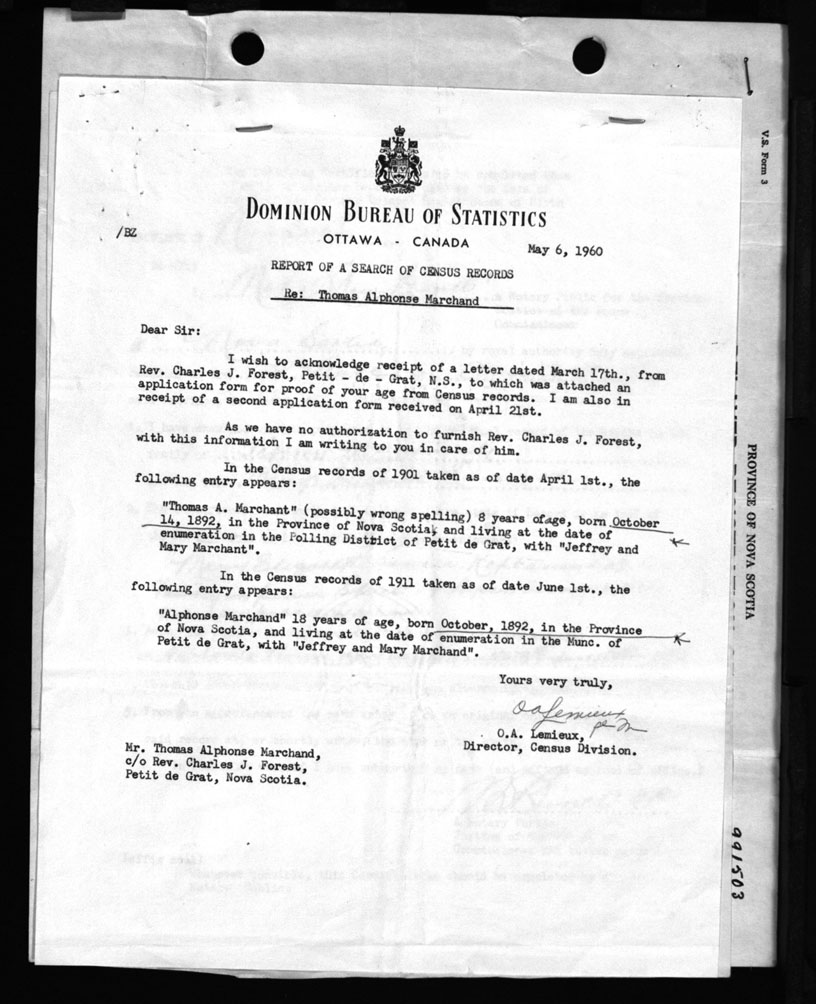 V.S. Form 3
DOMINION BUREAU OF STATISTICS
/BZ
OTTAWA - CANADA
May 6, 1960
REPORT OF A SEARCH OF CENSUS RECORDS
Re: Thomas Alphonse Marchand
Dear Sir:
I wish to acknowledge receipt of a letter dated March 17th., from
Rev. Charles J. Forest, Petit - de - Grat, N.S., to which was attached an
application form for proof of your age from Census records. I am also in
receipt of a second application form received on April 21st.
As we have no authorization to furnish Rev. Charles J. Forest,
with this information I am writing to you in care of him.
In the Census records of 1901 taken as of date April 1st., the
following entry appears:
"Thomas A. Marchant" (possibly wrong spelling) 8 years of age, born October
14, 1892, in the Province of Nova Scotia, and living at the date of
enumeration in the Polling District of Petit de Grat, with "Jeffrey and
Mary Marchant".
In the Census records of 1911 taken as of date June 1st., the
following entry appears:
"Alphonse Marchand" 18 years of age, born October, 1892, in the Province
of Nova Scotia, and living at the date of enumeration in the Munc. of
Petit de Grat, with "Jeffrey and Mary Marchand".
Yours very truly,
OALemieux
O.A. Lemieux,
Director, Census Division.
Mr. Thomas Alphonse Marchand,
c/o Rev. Charles J. Forest,
Petit de Grat, Nova Scotia.
PROVINCE OF NOVA SCOTIA
991503